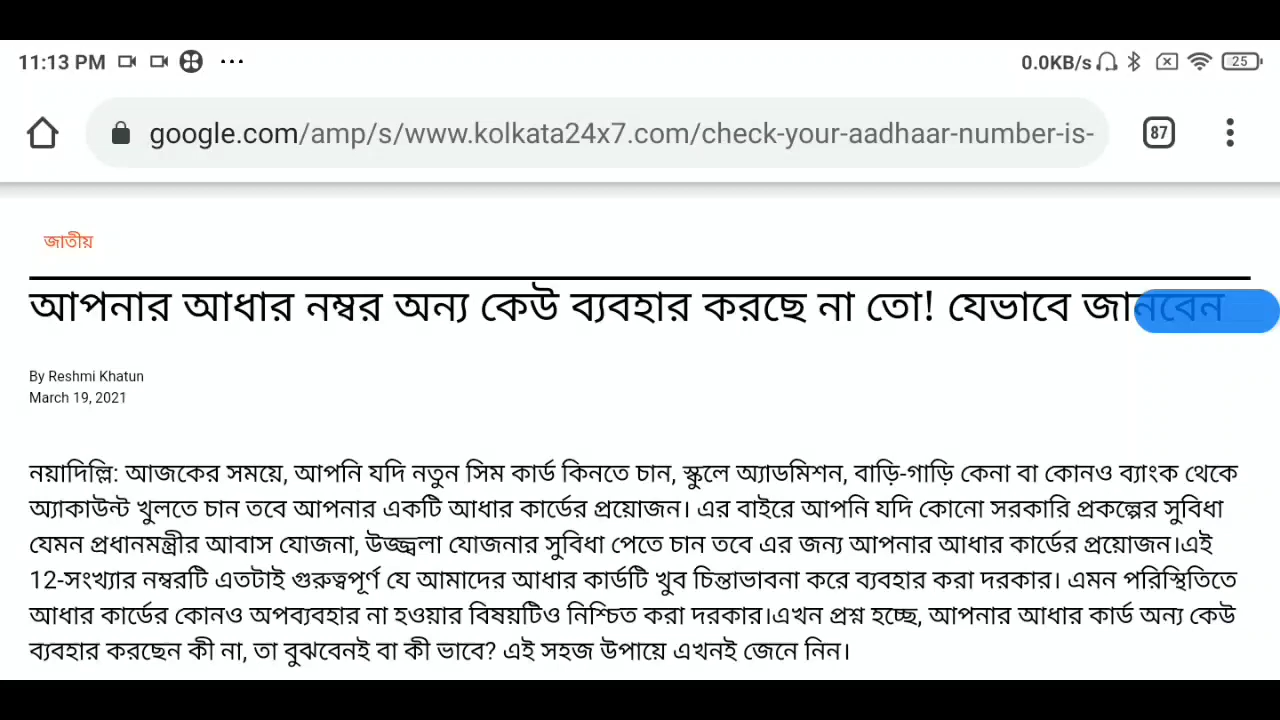 11:13 PM ... 0.0KB/s 25
google.com/amp/s/www.kolkata24x7.com/check-your-aadhaar-number-is- 87
জাতীয়
আপনার আধার নম্বর অন্য কেউ ব্যবহার করছে না তো! যেভাবে জানবেন
By Reshmi Khatun
March 19, 2021
নয়াদিল্লি: আজকের সময়ে, আপনি যদি নতুন সিম কার্ড কিনতে চান, স্কুলে অ্যাডমিশন, বাড়ি-গাড়ি কেনা বা কোনও ব্যাংক থেকে
অ্যাকাউন্ট খুলতে চান তবে আপনার একটি আধার কার্ডের প্রয়োজন। এর বাইরে আপনি যদি কোনো সরকারি প্রকল্পের সুবিধা
যেমন প্রধানমন্ত্রীর আবাস যোজনা, উজ্জ্বলা যোজনার সুবিধা পেতে চান তবে এর জন্য আপনার আধার কার্ডের প্রয়োজন।এই
12-সংখ্যার নম্বরটি এতটাই গুরুত্বপূর্ণ যে আমাদের আধার কার্ডটি খুব চিন্তাভাবনা করে ব্যবহার করা দরকার। এমন পরিস্থিতিতে
আধার কার্ডের কোনও অপব্যবহার না হওয়ার বিষয়টিও নিশ্চিত করা দরকার।এখন প্রশ্ন হচ্ছে, আপনার আধার কার্ড অন্য কেউ
ব্যবহার করছেন কী না, তা বুঝবেনই বা কী ভাবে? এই সহজ উপায়ে এখনই জেনে নিন।